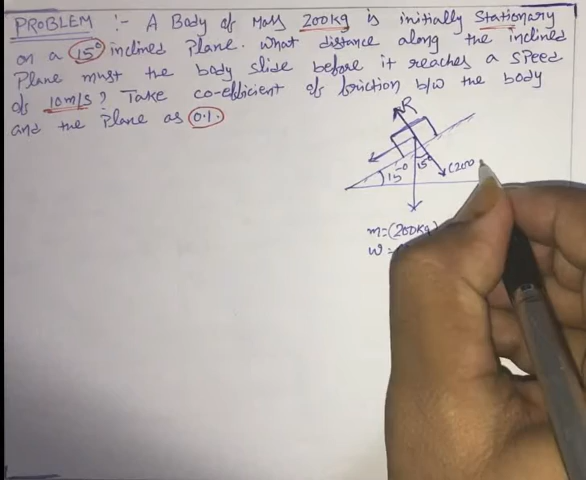 PROBLEM :- A Body of Mass 200kg is initially Stationary
on a 15° inclined Plane. What distance along the inclined
Plane must the body slide before it reaches a speed
of 10m/s? Take co-efficient of friction b/w the body
and the Plane as 0.1.
R
15° 15° (200
m=(200kg)
W=